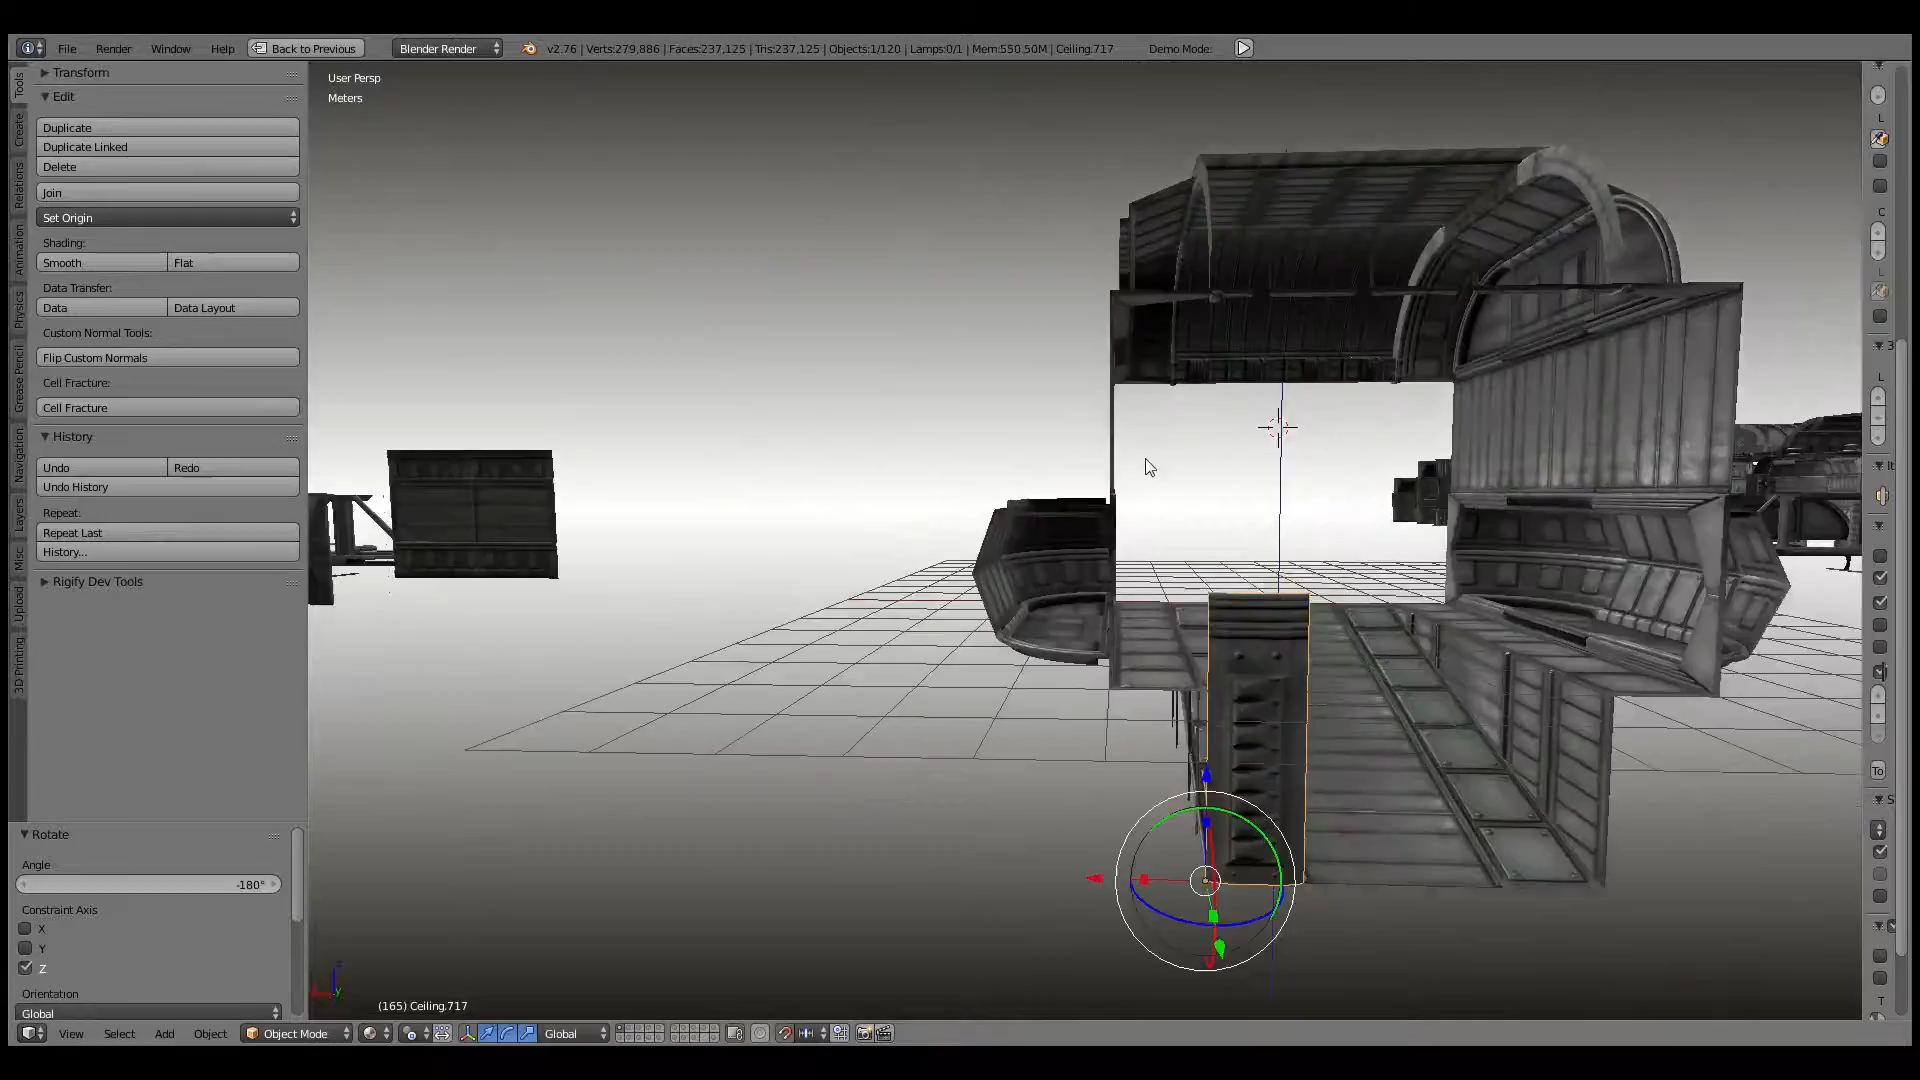 File Render Window Help Back to Previous Blender Render v2.76 | Verts:279,886 | Faces:237,125 | Tris:237,125 | Objects:1/120 | Lamps:0/1 | Mem:550.50M | Ceiling.717 Demo Mode:
Tools
Create
Relations
Animation
Physics
Grease Pencil
Navigation
Layers
Misc
Upload
3D Printing
Transform
Edit
Duplicate
Duplicate Linked
Delete
Join
Set Origin
Shading:
Smooth Flat
Data Transfer:
Data Data Layout
Custom Normal Tools:
Flip Custom Normals
Cell Fracture:
Cell Fracture
History
Undo Redo
Undo History
Repeat:
Repeat Last
History...
Rigify Dev Tools
Rotate
Angle
-180°
Constraint Axis
X
Y
Z
Orientation
Global
User Persp
Meters
(165) Ceiling.717
L
C
L
3
L
It
To
S
T
View Select Add Object Object Mode Global